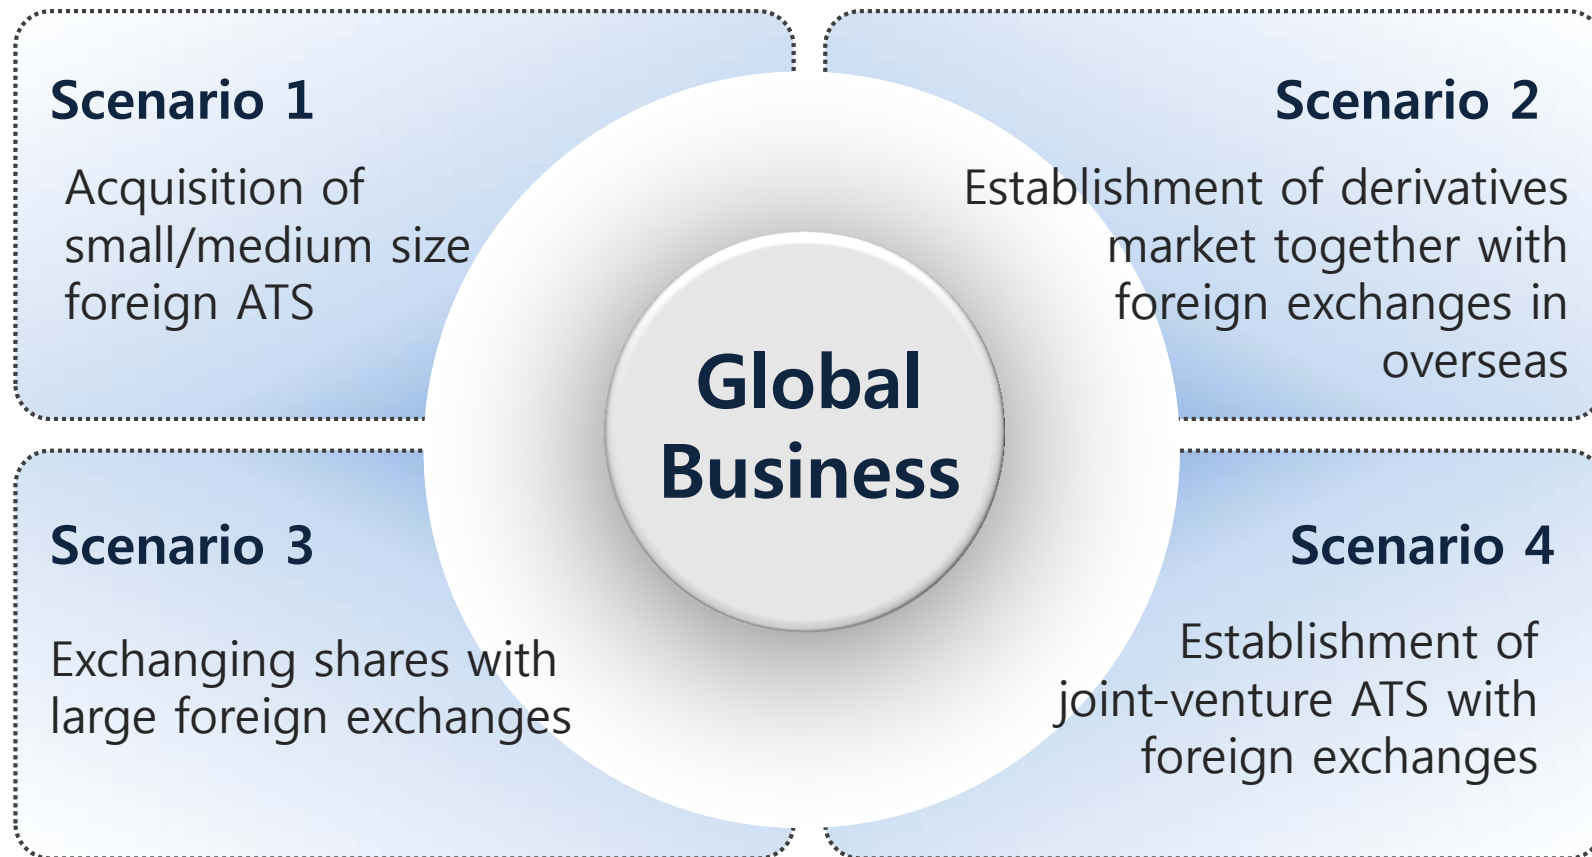 Scenario 1
Acquisition of
small/medium size
foreign ATS
Scenario 2
Establishment of derivatives
market together with
foreign exchanges in
overseas
Global
Business
Scenario 3
Exchanging shares with
large foreign exchanges
Scenario 4
Establishment of
joint-venture ATS with
foreign exchanges